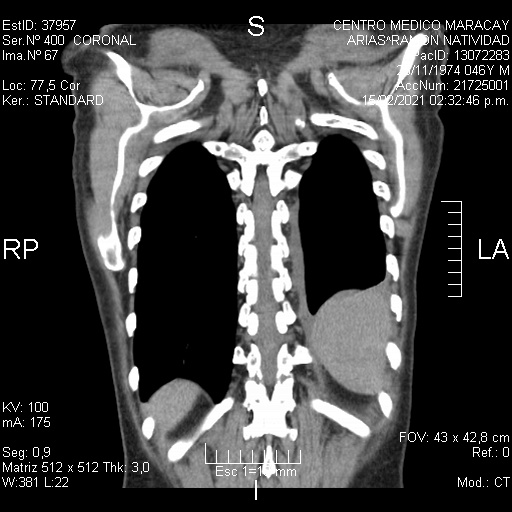 EstID: 37957
Ser.Nº 400 CORONAL
Ima.Nº 67
Loc: 77,5 Cor
Ker.: STANDARD
S
CENTRO MEDICO MARACAY
ARIAS^RAMON NATIVIDAD
PacID: 13072283
/11/1974 046Y M
AccNum: 21725001
15/02/2021 02:32:46 p.m.
RP
LA
KV: 100
mA: 175
Seg: 0,9
Matriz 512 x 512 Thk: 3,0
W:381 L:22
Esc 1=1 mm
I
FOV: 43 x 42,8 cm
Ref.: 0
Mod.: CT